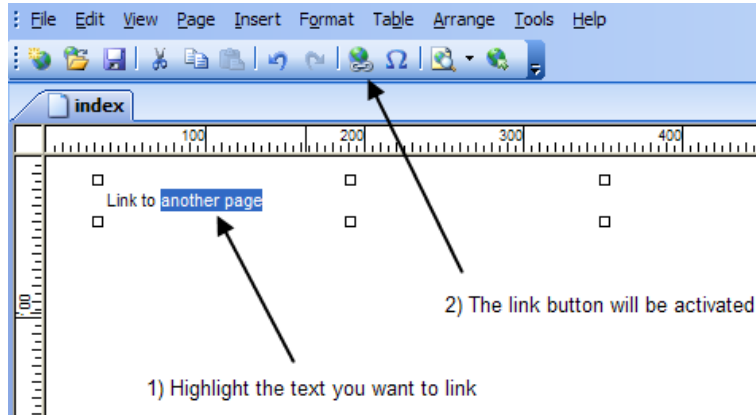 File Edit View Page Insert Format Table Arrange Tools Help
Ω
index
100 200 300 400
Link to another page
100
2) The link button will be activated
1) Highlight the text you want to link